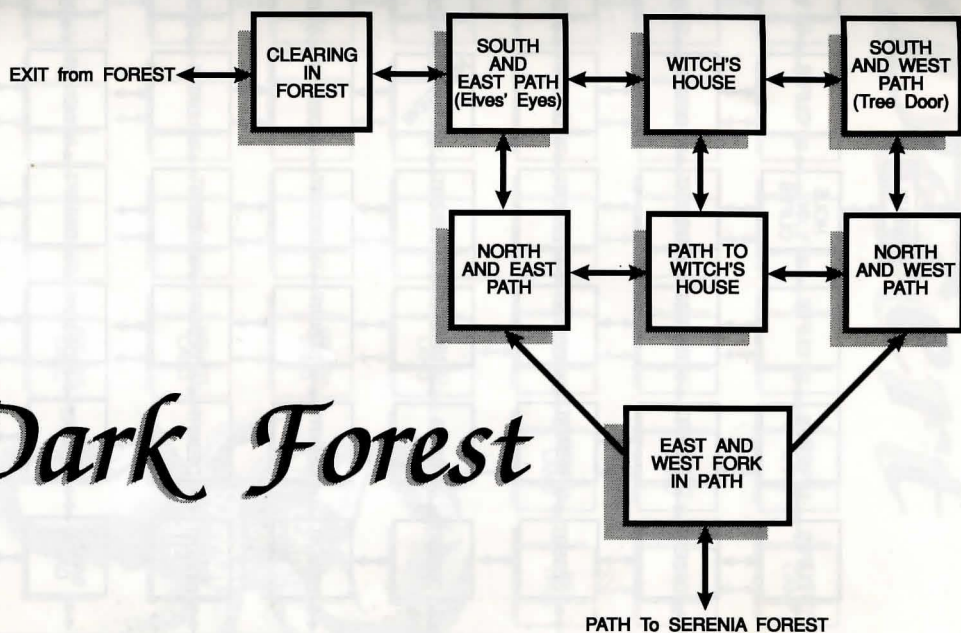 EXIT from FOREST
CLEARING
IN
FOREST
SOUTH
AND
EAST PATH
(Elves' Eyes)
WITCH'S
HOUSE
SOUTH
AND WEST
PATH
(Tree Door)
NORTH
AND EAST
PATH
PATH TO
WITCH'S
HOUSE
NORTH
AND WEST
PATH
Dark Forest
EAST AND
WEST FORK
IN PATH
PATH To SERENIA FOREST